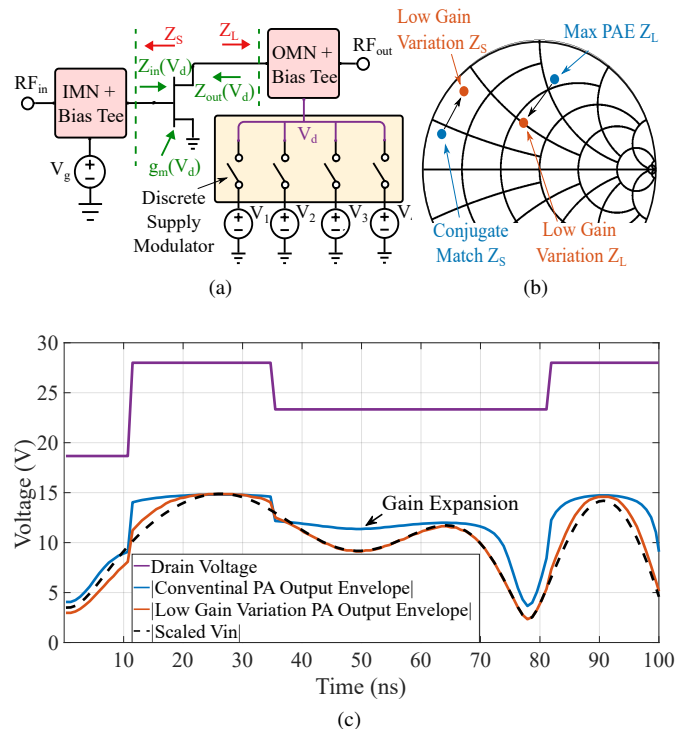 Z_S
Z_L
Z_in(V_d)
Z_out(V_d)
RF_in
IMN +
Bias Tee
OMN +
Bias Tee
RF_out
V_d
g_m(V_d)
V_g
Discrete
Supply
Modulator
V_1
V_2
V_3
(a)
Low Gain
Variation Z_S
Max PAE Z_L
Conjugate
Match Z_S
Low Gain
Variation Z_L
(b)
30
25
20
15
10
5
0
Voltage (V)
Gain Expansion
Drain Voltage
|Conventinal PA Output Envelope|
|Low Gain Variation PA Output Envelope|
|Scaled Vin|
10
20
30
40
50
60
70
80
90
100
Time (ns)
(c)